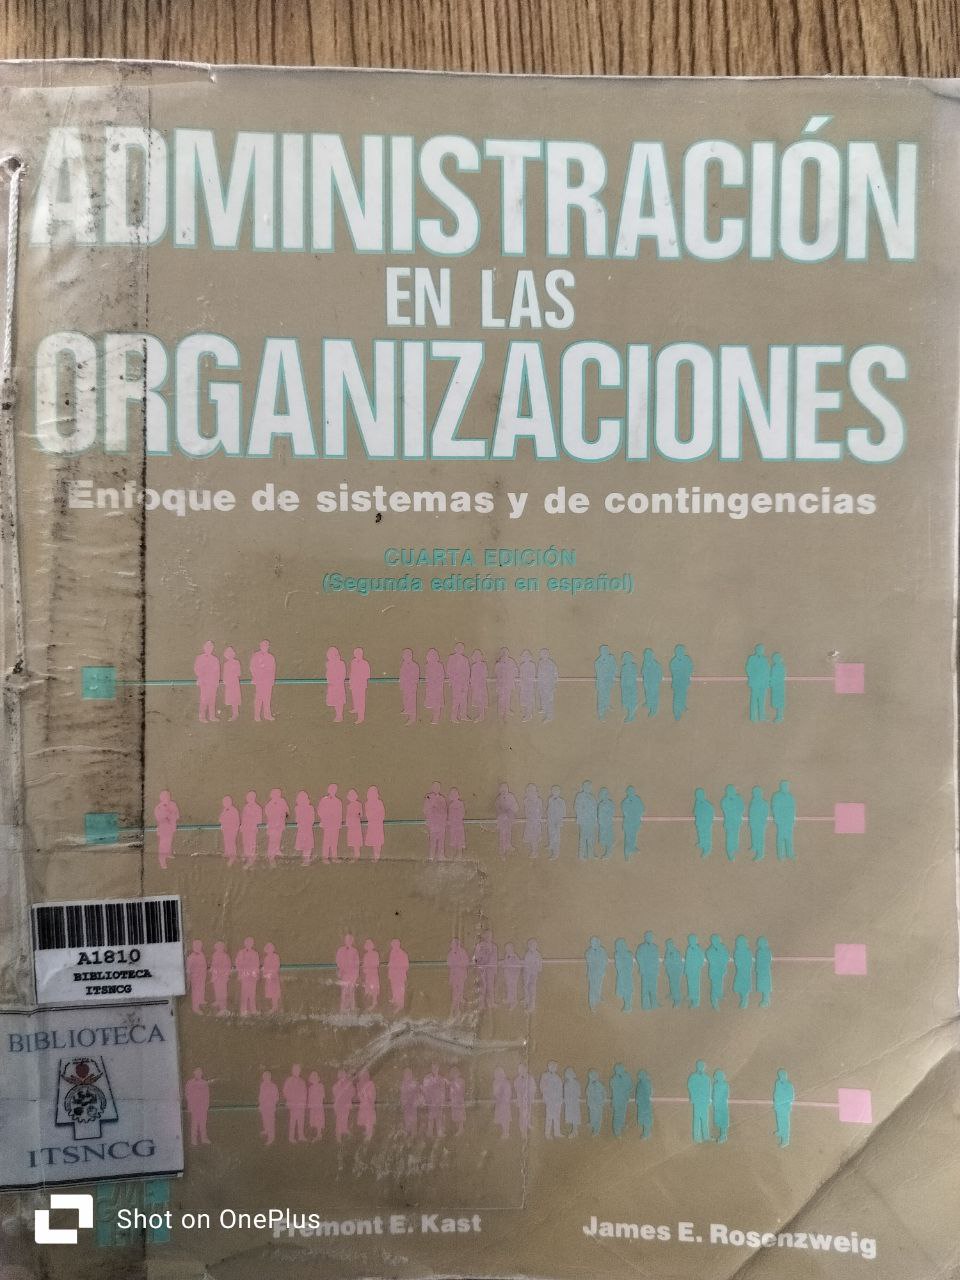 ADMINISTRACIÓN
EN LAS
ORGANIZACIONES
Enfoque de sistemas y de contingencias
CUARTA EDICIÓN
(Segunda edición en español)
A1810
BIBLIOTECA
ITSNCG
BIBLIOTECA
ITSNCG
Fremont E. Kast
James E. Rosenzweig
Shot on OnePlus